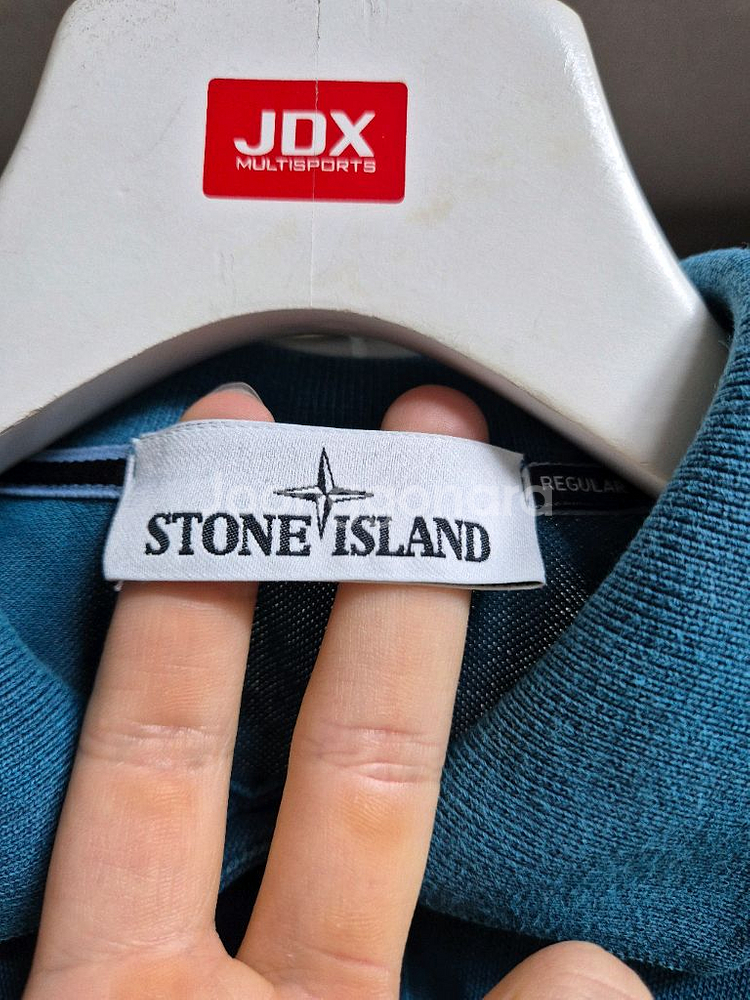 JDX
MULTISPORTS
STONE ISLAND
REGULAR